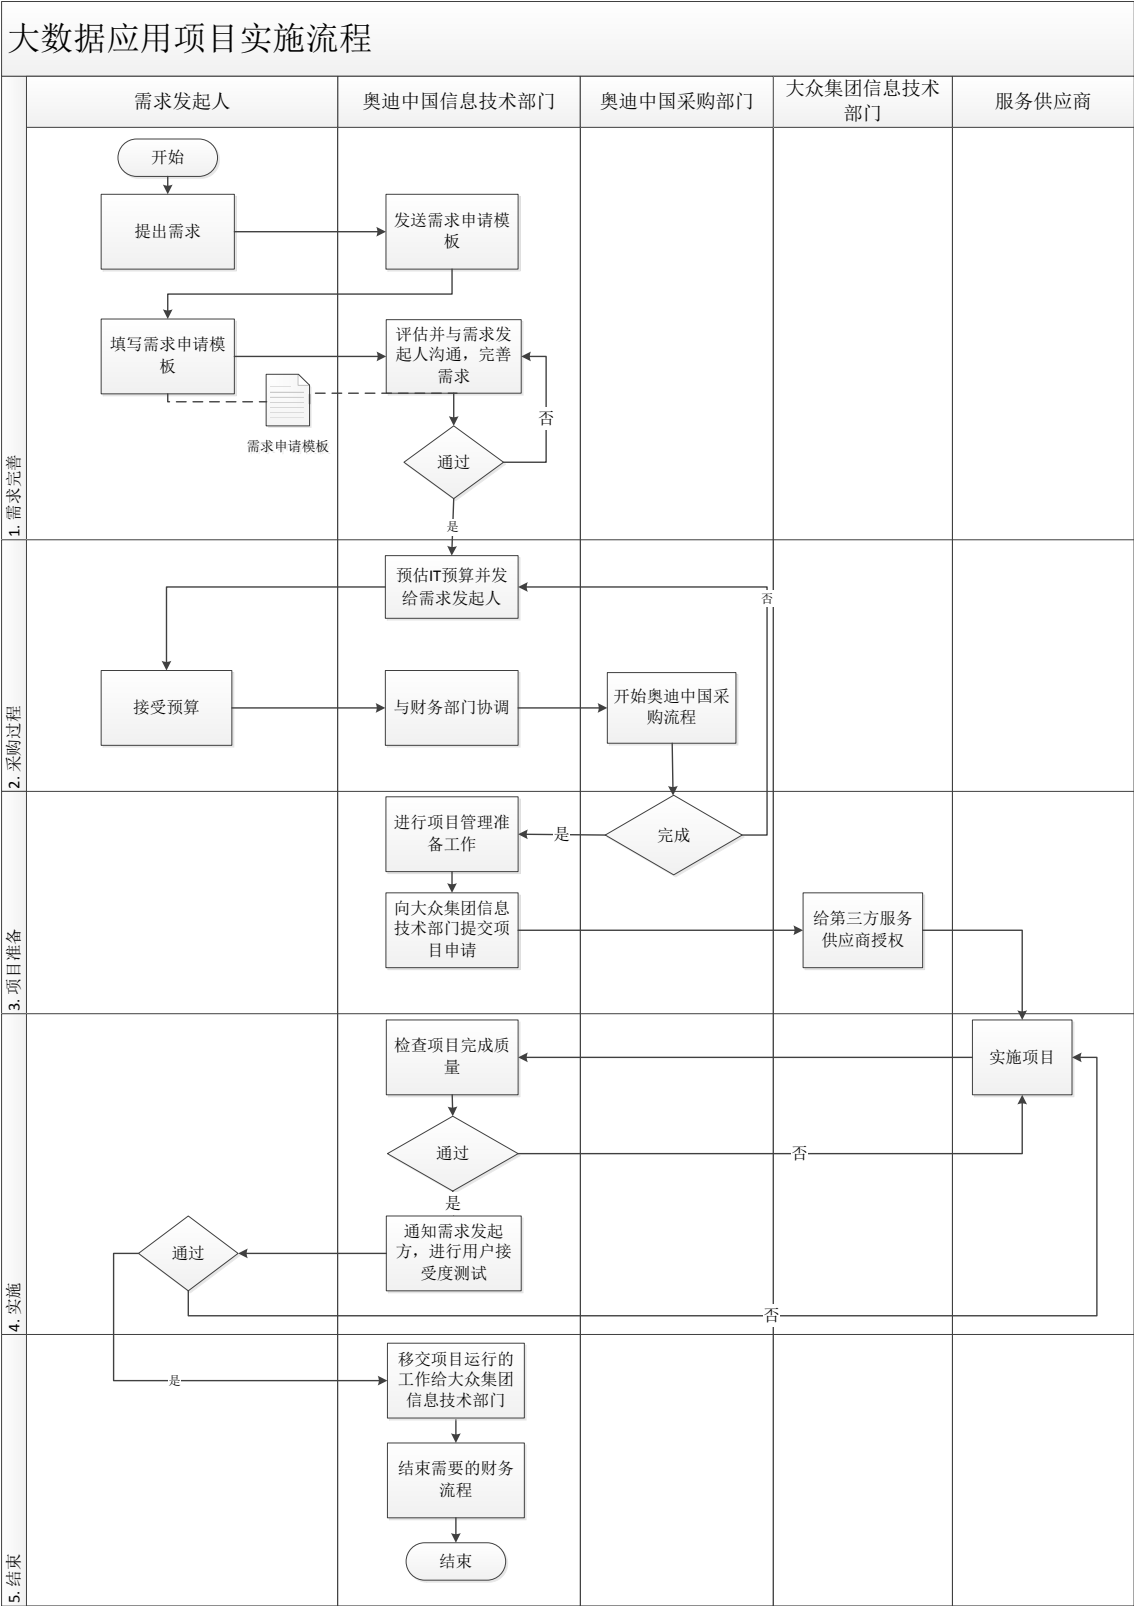 大数据应用项目实施流程
需求发起人
奥迪中国信息技术部门
奥迪中国采购部门
大众集团信息技术
部门
服务供应商
1. 需求完善
开始
提出需求
发送需求申请模
板
填写需求申请模
板
评估并与需求发
起人沟通，完善
需求
需求申请模板
否
通过
是
2. 采购过程
预估IT预算并发
给需求发起人
否
接受预算
与财务部门协调
开始奥迪中国采
购流程
3. 项目准备
进行项目管理准
备工作
是
完成
向大众集团信息
技术部门提交项
目申请
给第三方服务
供应商授权
4. 实施
检查项目完成质
量
实施项目
通过
否
是
通知需求发起
方，进行用户接
受度测试
通过
否
5. 结束
是
移交项目运行的
工作给大众集团
信息技术部门
结束需要的财务
流程
结束